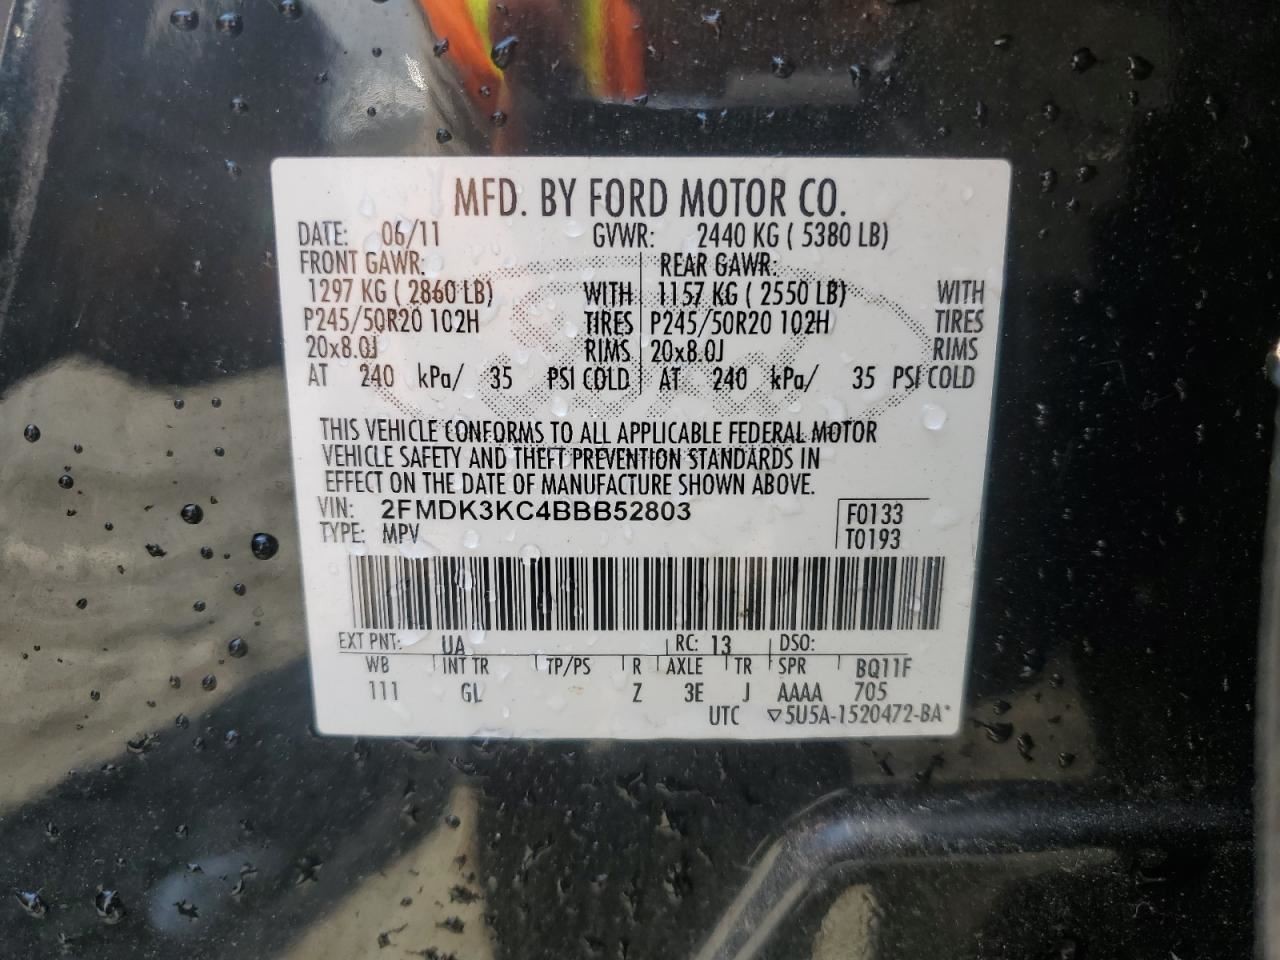 MFD. BY FORD MOTOR CO.
DATE: 06/11 GVWR: 2440 KG ( 5380 LB)
FRONT GAWR: REAR GAWR:
1297 KG ( 2860 LB) WITH 1157 KG ( 2550 LB) WITH
P245/50R20 102H TIRES P245/50R20 102H TIRES
20x8.0J RIMS 20x8.0J RIMS
AT 240 kPa/ 35 PSI COLD AT 240 kPa/ 35 PSI COLD
THIS VEHICLE CONFORMS TO ALL APPLICABLE FEDERAL MOTOR
VEHICLE SAFETY AND THEFT PREVENTION STANDARDS IN
EFFECT ON THE DATE OF MANUFACTURE SHOWN ABOVE.
VIN: 2FMDK3KC4BBB52803 F0133
TYPE: MPV T0193
EXT PNT: UA RC: 13 DSO:
WB INT TR TP/PS R AXLE TR SPR BQ11F
111 GL Z 3E J AAAA 705
UTC ▽5U5A-1520472-BA*